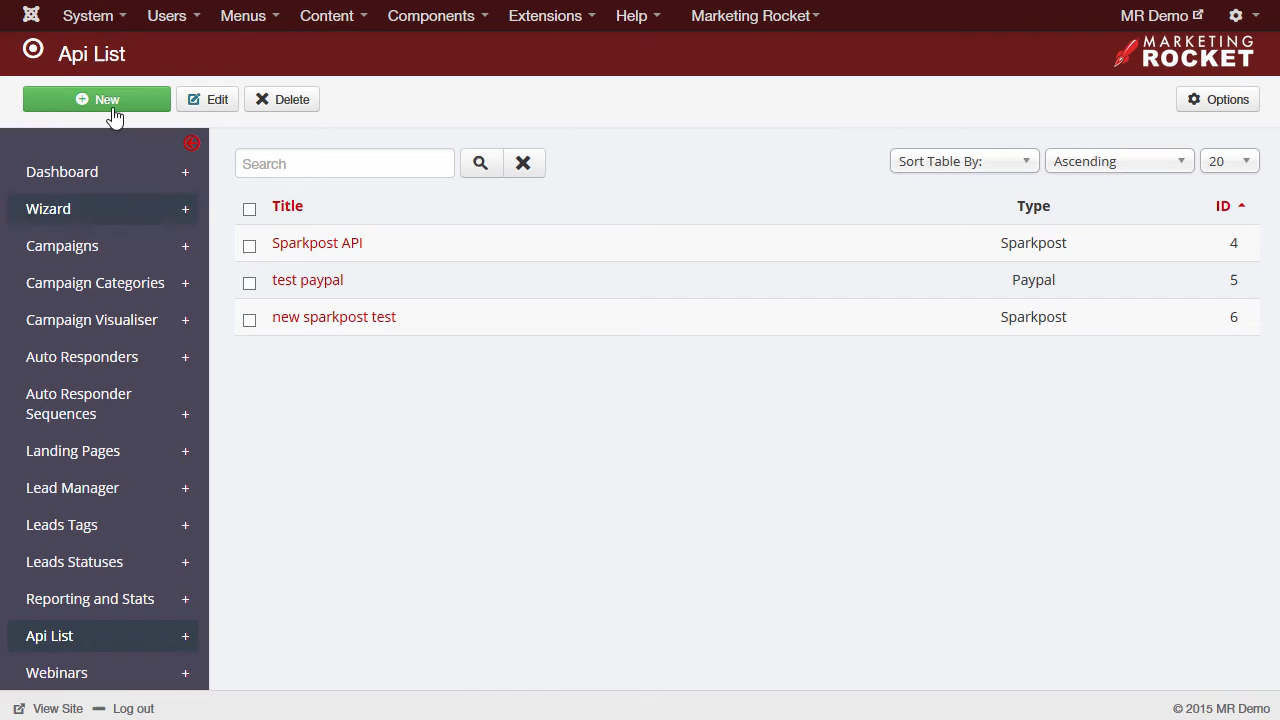 System Users Menus Content Components Extensions Help Marketing Rocket MR Demo
Api List
MARKETING
ROCKET
New Edit Delete Options
Dashboard +
Wizard +
Campaigns +
Campaign Categories +
Campaign Visualiser +
Auto Responders +
Auto Responder
Sequences +
Landing Pages +
Lead Manager +
Leads Tags +
Leads Statuses +
Reporting and Stats +
Api List +
Webinars +
Search Sort Table By: Ascending 20
Title Type ID
Sparkpost API Sparkpost 4
test paypal Paypal 5
new sparkpost test Sparkpost 6
View Site Log out © 2015 MR Demo